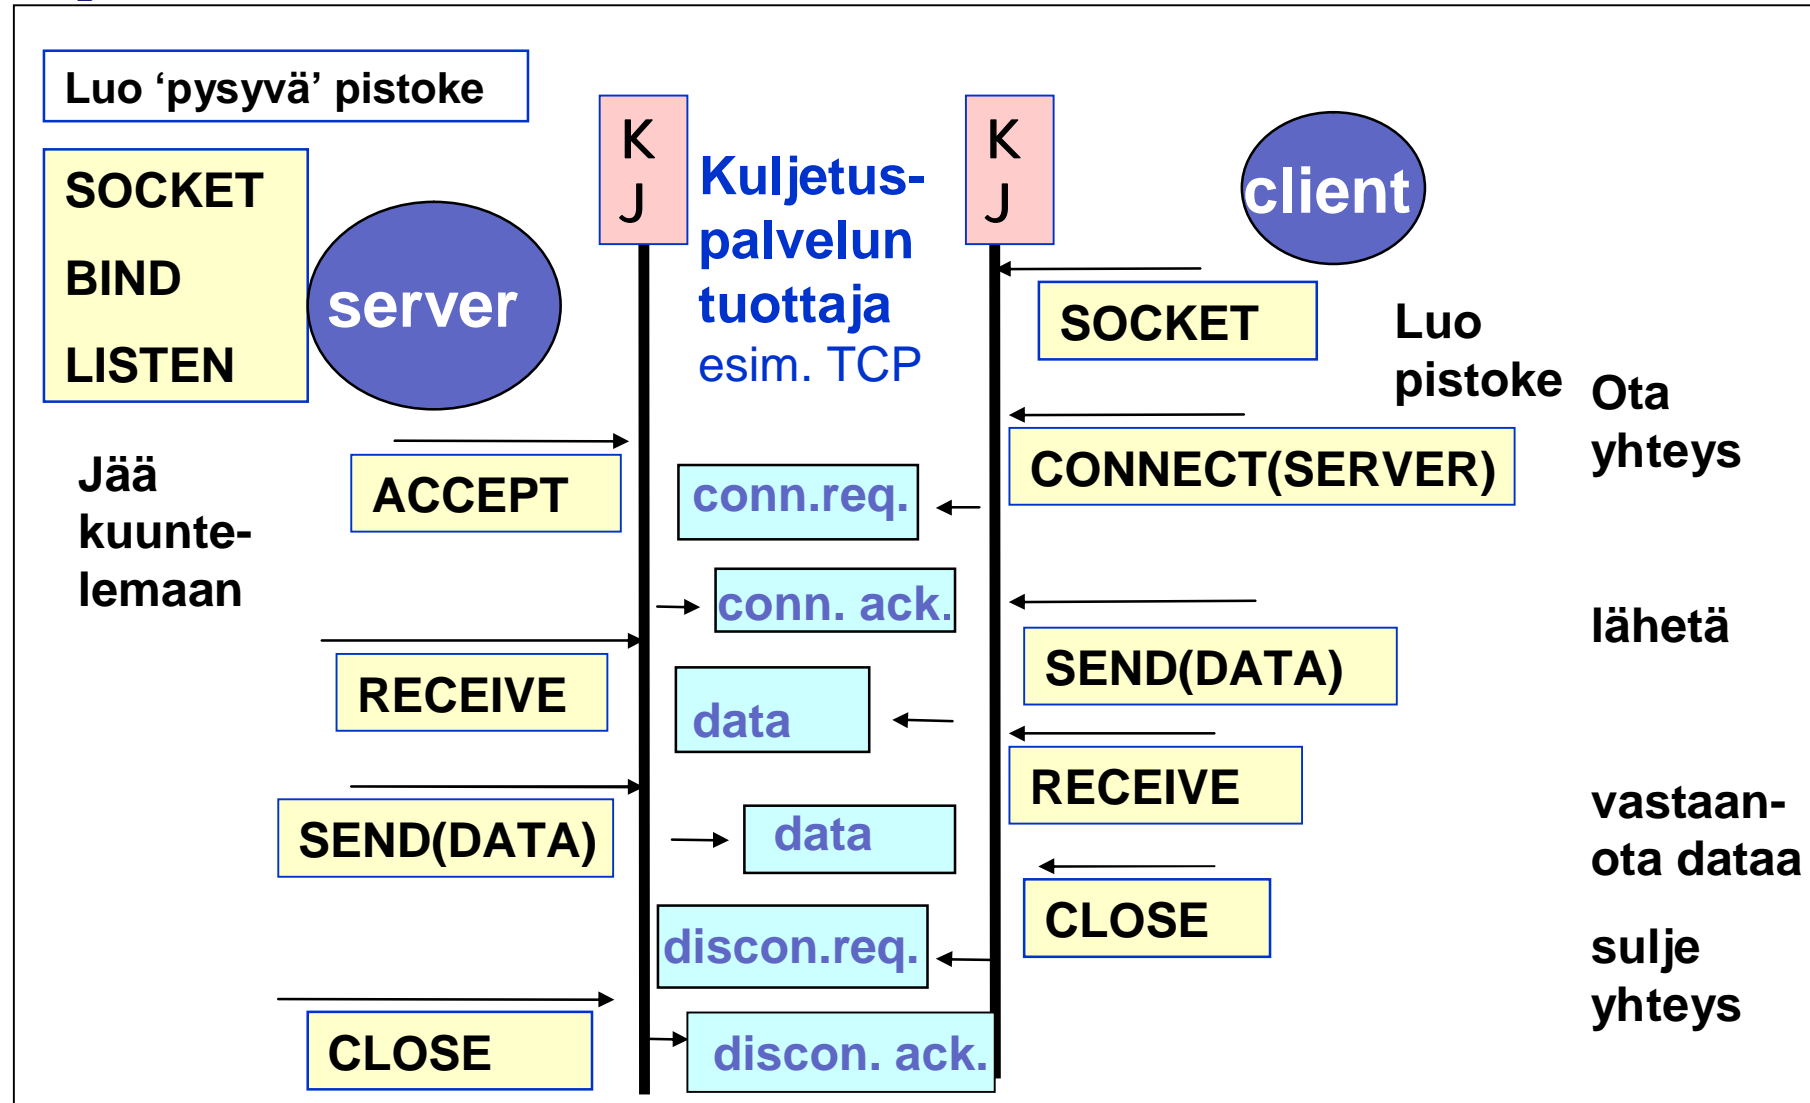 Luo ‘pysyvä’ pistoke
SOCKET
BIND
LISTEN
server
K
J
Kuljetus-
palvelun
tuottaja
esim. TCP
K
J
client
SOCKET
Luo
pistoke
Ota
yhteys
CONNECT(SERVER)
Jää
kuunte-
lemaan
ACCEPT
conn.req.
conn. ack.
lähetä
SEND(DATA)
RECEIVE
data
RECEIVE
vastaan-
ota dataa
SEND(DATA)
data
CLOSE
sulje
yhteys
discon.req.
CLOSE
discon. ack.